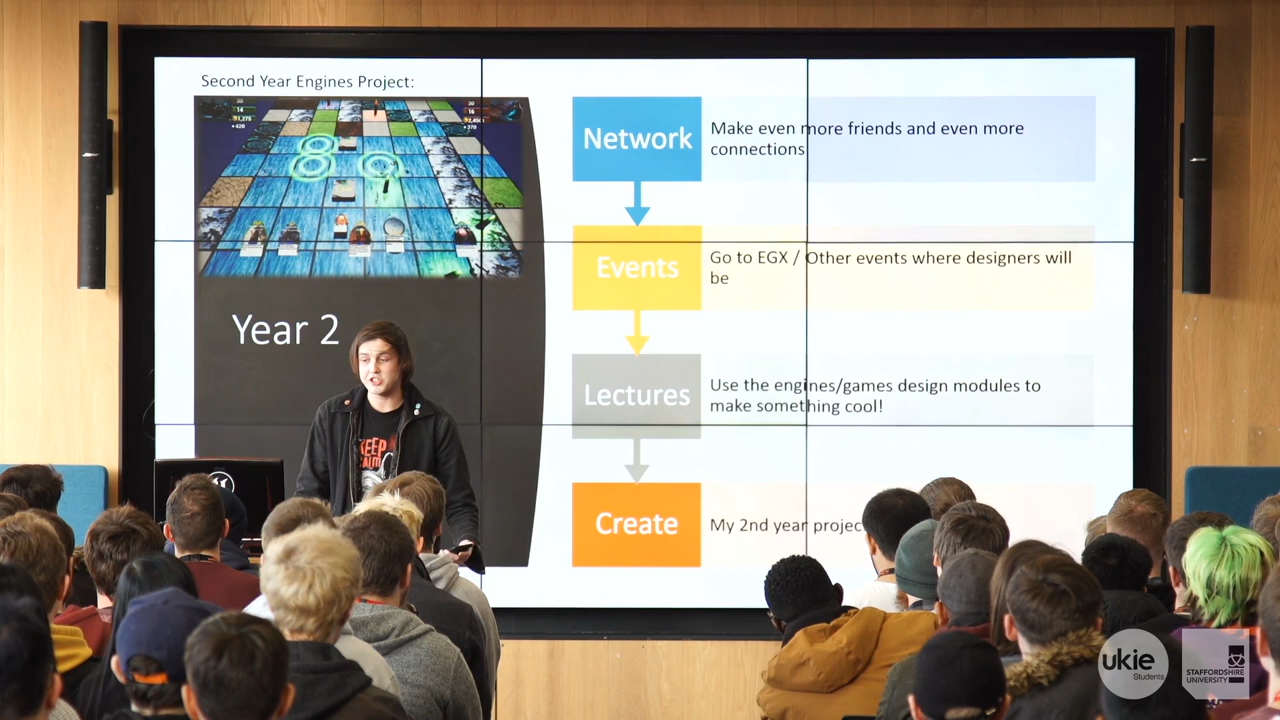 Second Year Engines Project:
Year 2
Network
Make even more friends and even more
connections
Events
Go to EGX / Other events where designers will
be
Lectures
Use the engines/games design modules to
make something cool!
Create
My 2nd year projec
KEEP
CALM
ukie
Students
STAFFORDSHIRE
UNIVERSITY